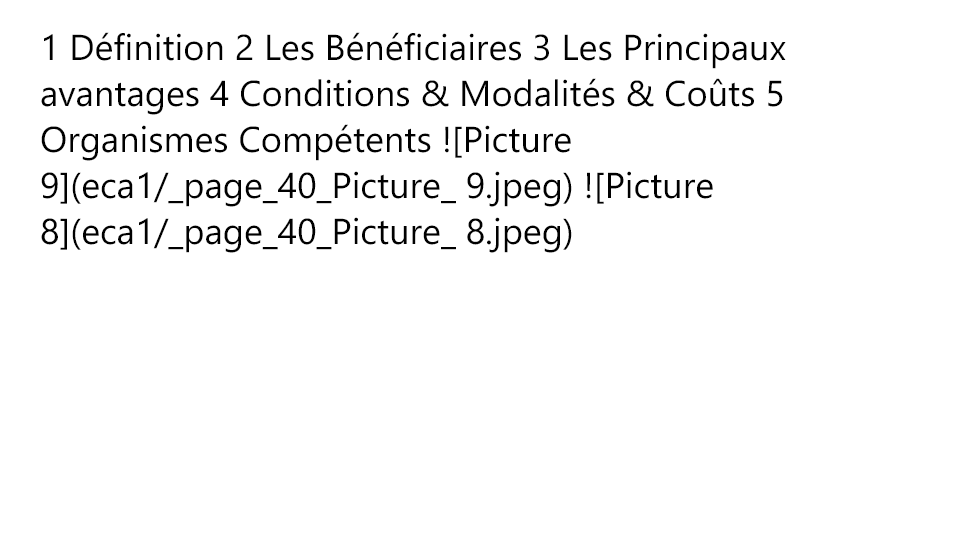 1 Définition 2 Les Bénéficiaires 3 Les Principaux
avantages 4 Conditions & Modalités & Coûts 5
Organismes Compétents ![Picture
9](eca1/_page_40_Picture_ 9.jpeg) ![Picture
8](eca1/_page_40_Picture_ 8.jpeg)